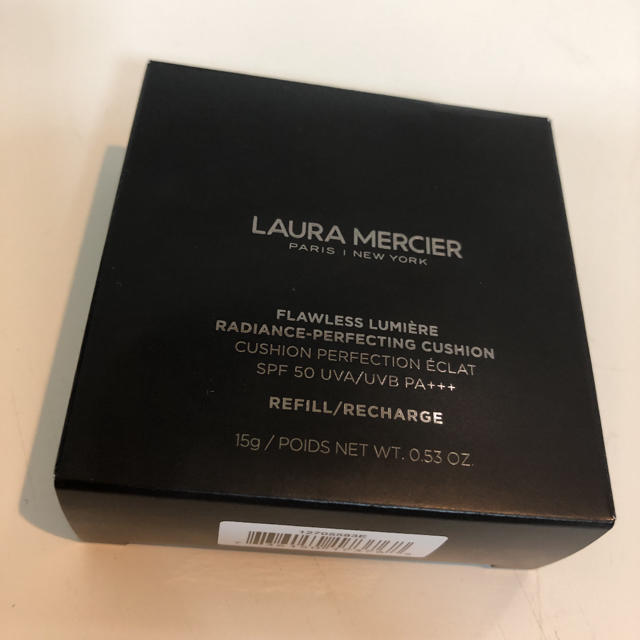 LAURA MERCIER
PARIS | NEW YORK
FLAWLESS LUMIÈRE
RADIANCE-PERFECTING CUSHION
CUSHION PERFECTION ÉCLAT
SPF 50 UVA/UVB PA+++
REFILL/RECHARGE
15g / POIDS NET WT. 0.53 OZ.
12705593E